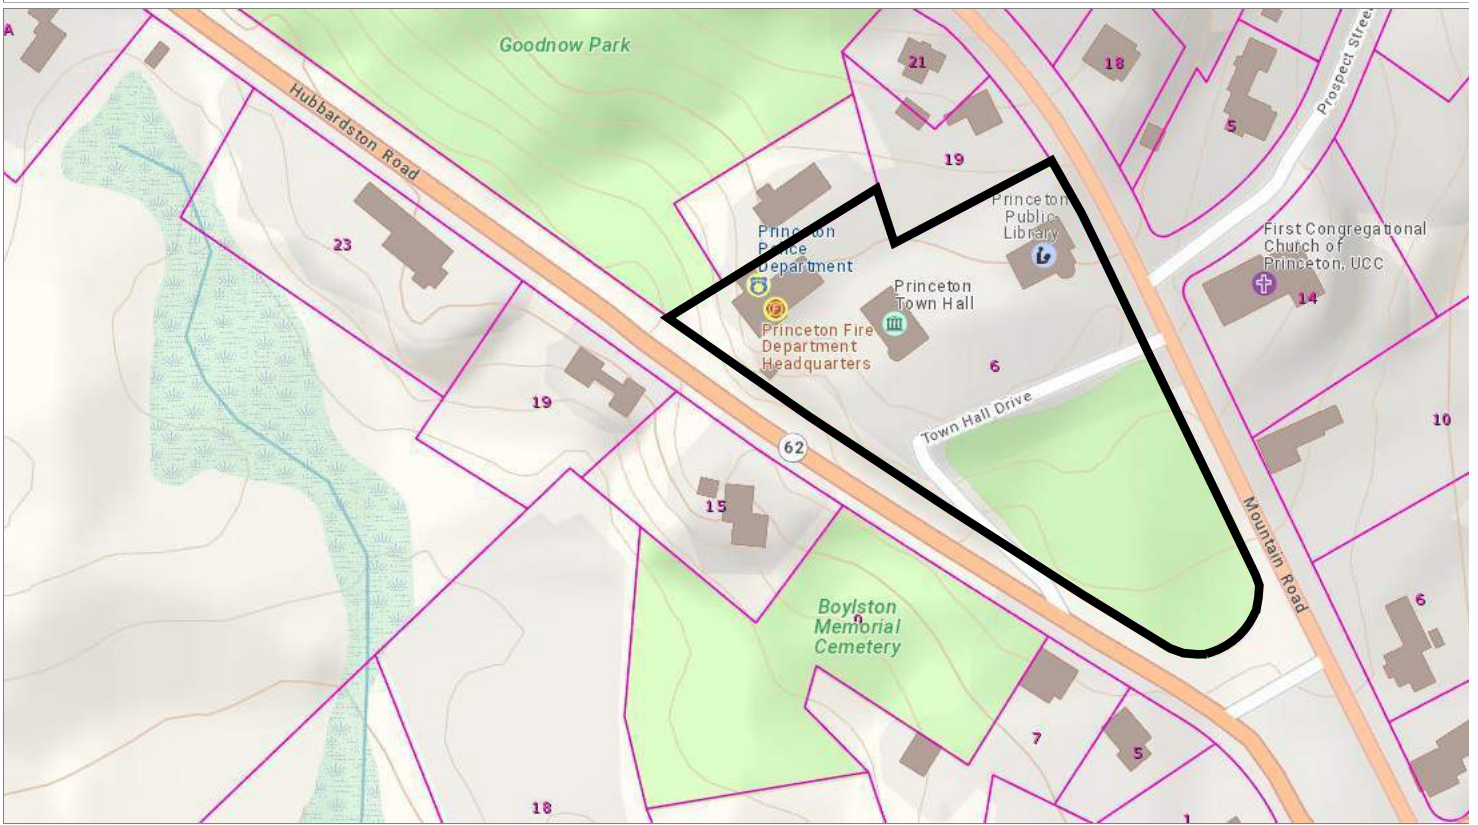 A
Goodnow Park
21
18
Prospect Stree
5
Hubbardston Road
19
Princeton
Public
Library
23
Princeton
Police
Department
First Congregational
Church of
Princeton, UCC
14
Princeton
Town Hall
Princeton Fire
Department
Headquarters
6
19
Town Hall Drive
10
62
15
Mountain Road
Boylston
Memorial
Cemetery
0
6
7
5
18
1